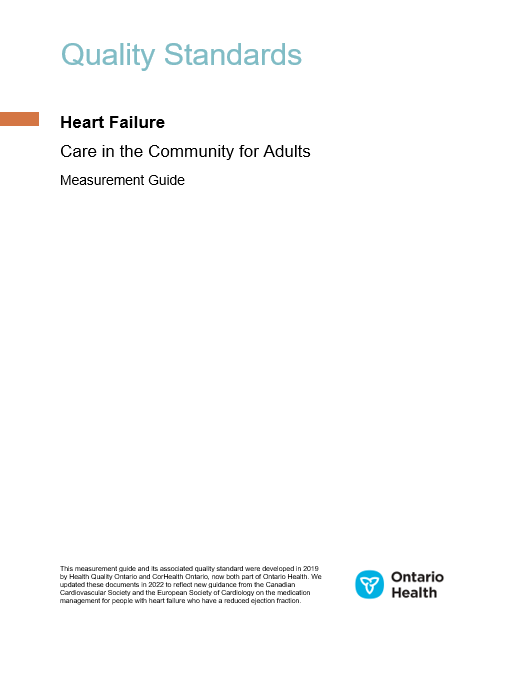 Quality Standards
Heart Failure
Care in the Community for Adults
Measurement Guide
This measurement guide and its associated quality standard were developed in 2019
by Health Quality Ontario and CorHealth Ontario, now both part of Ontario Health. We
updated these documents in 2022 to reflect new guidance from the Canadian
Cardiovascular Society and the European Society of Cardiology on the medication
management for people with heart failure who have a reduced ejection fraction.
Ontario
Health